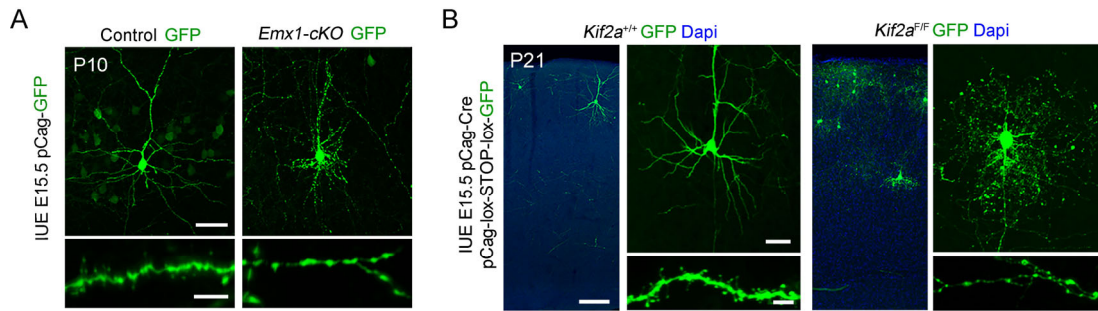 A
Control GFP
Emx1-cKO GFP
IUE E15.5 pCag-GFP
P10
B
Kif2a+/+ GFP Dapi
Kif2aF/F GFP Dapi
IUE E15.5 pCag-Cre
pCag-lox-STOP-lox-GFP
P21